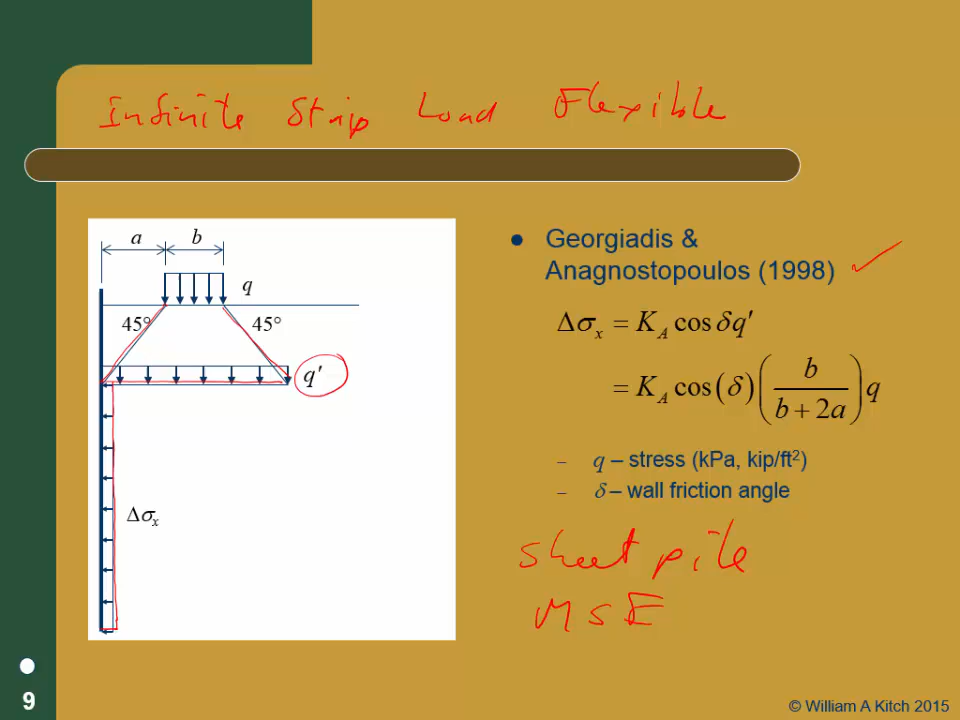 Infinite Strip Load Flexible
a b
q
45° 45°
q'
Δσx
● Georgiadis &
Anagnostopoulos (1998) ✓
Δσx = KA cos δq'
= KA cos(δ)(b / (b + 2a))q
– q – stress (kPa, kip/ft²)
– δ – wall friction angle
sheet pile
MSE
9
© William A Kitch 2015